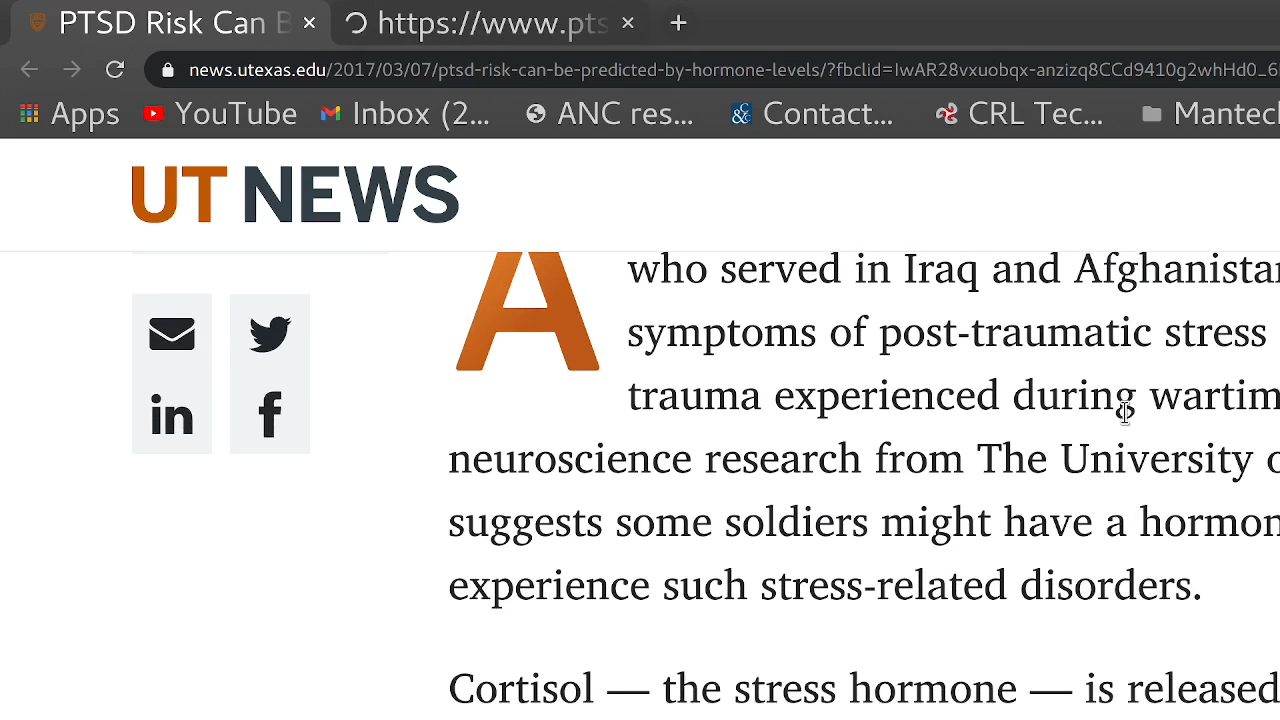 PTSD Risk Can B
https://www.pts
news.utexas.edu/2017/03/07/ptsd-risk-can-be-predicted-by-hormone-levels/?fbclid=IwAR28vxuobqx-anzizq8CCd9410g2whHd0_6
Apps YouTube Inbox (2... ANC res... Contact... CRL Tec... Mantech
UT NEWS
A who served in Iraq and Afghanistan
symptoms of post-traumatic stress
trauma experienced during wartim
neuroscience research from The University o
suggests some soldiers might have a hormon
experience such stress-related disorders.
Cortisol — the stress hormone — is released